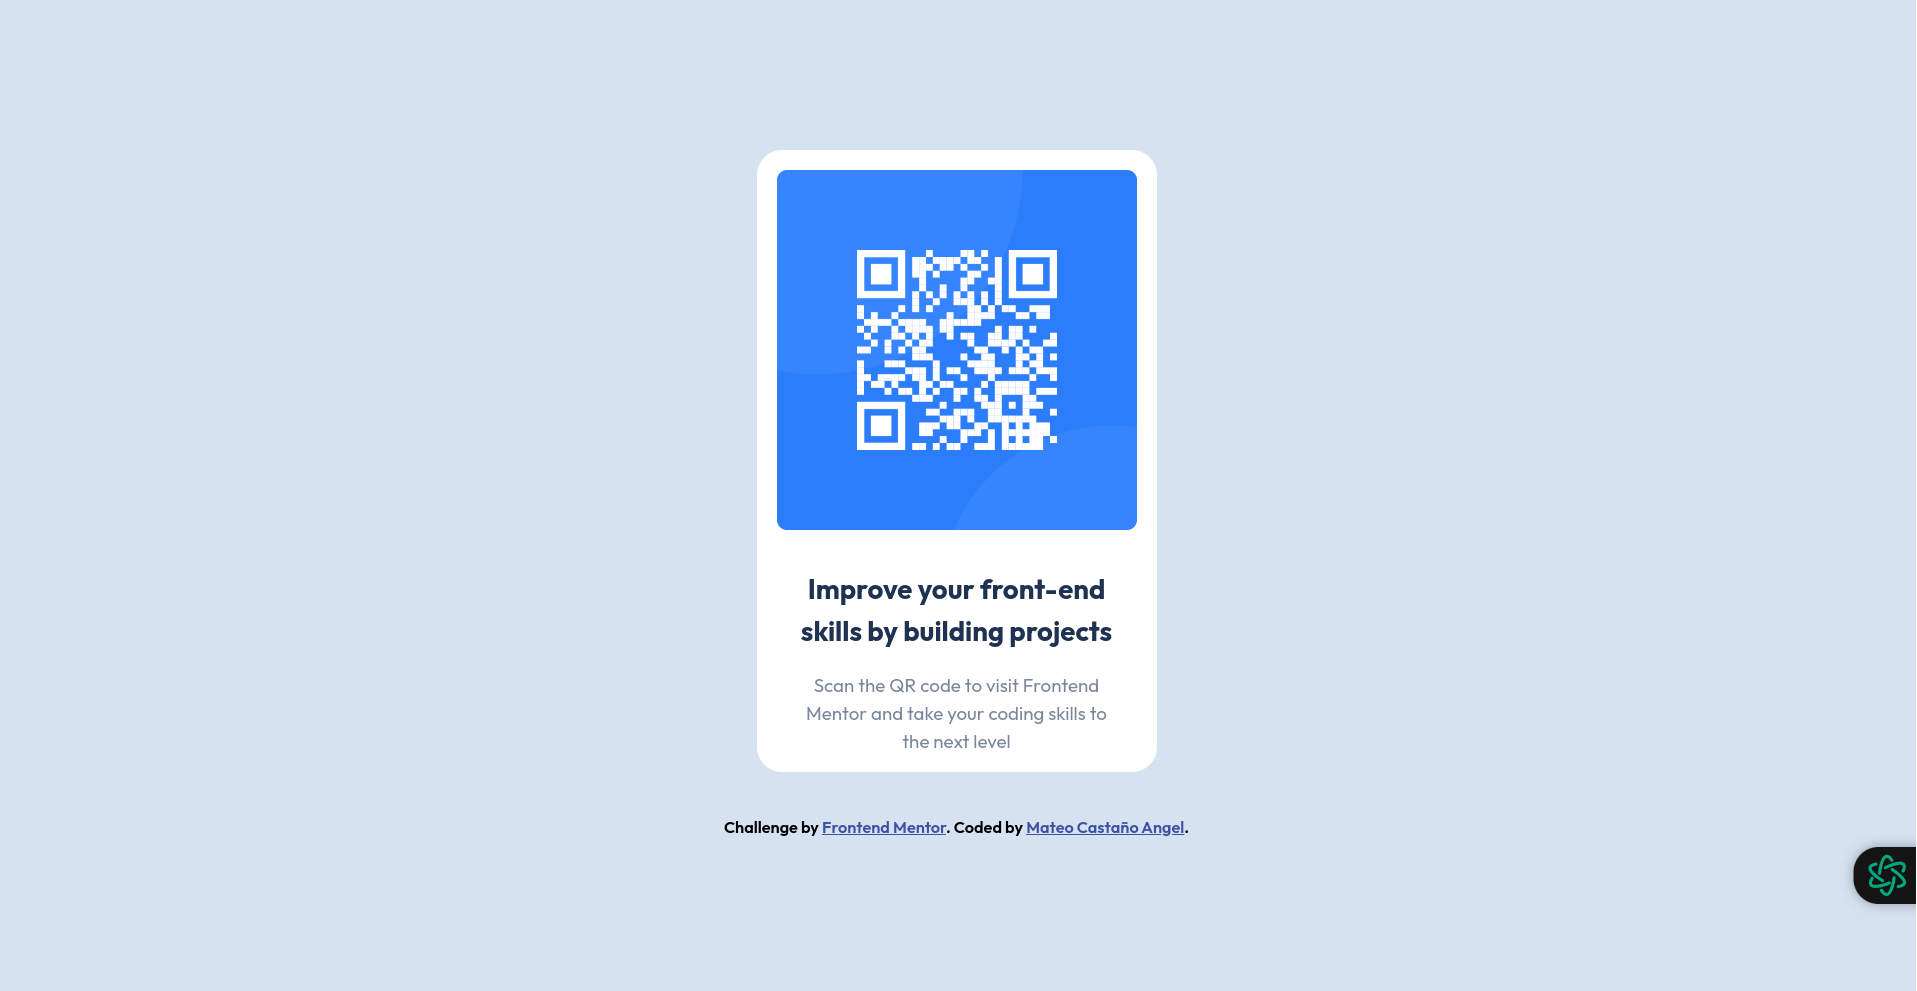 Improve your front-end
skills by building projects
Scan the QR code to visit Frontend
Mentor and take your coding skills to
the next level
Challenge by Frontend Mentor. Coded by Mateo Castaño Angel.